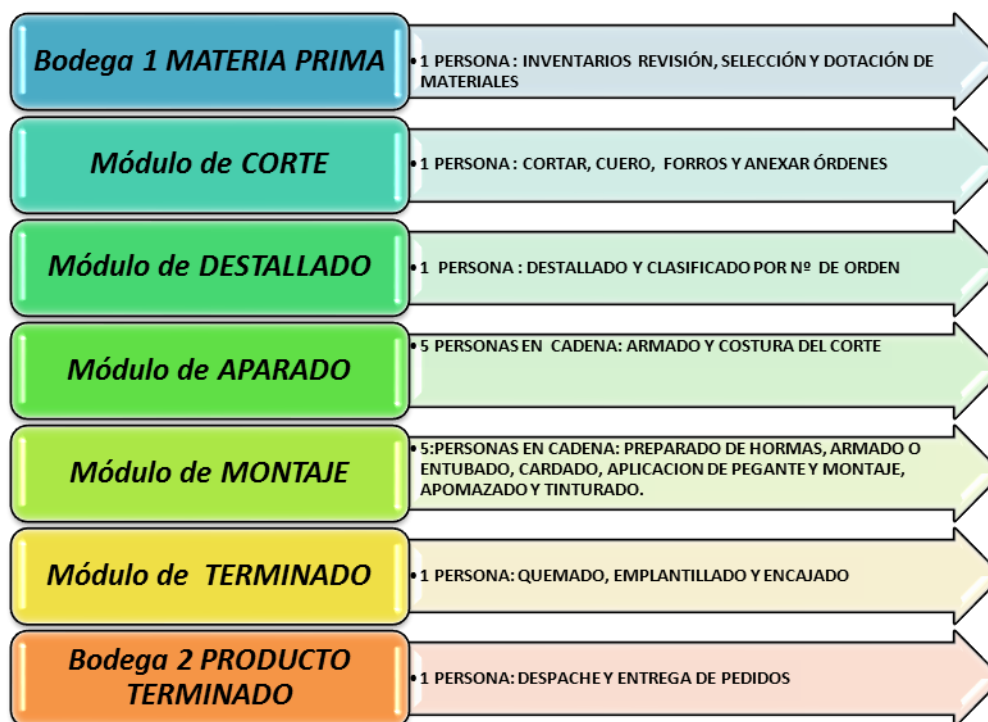 Bodega 1 MATERIA PRIMA
• 1 PERSONA : INVENTARIOS REVISIÓN, SELECCIÓN Y DOTACIÓN DE
MATERIALES
Módulo de CORTE
• 1 PERSONA : CORTAR, CUERO, FORROS Y ANEXAR ÓRDENES
Módulo de DESTALLADO
• 1 PERSONA : DESTALLADO Y CLASIFICADO POR Nº DE ORDEN
Módulo de APARADO
• 5 PERSONAS EN CADENA: ARMADO Y COSTURA DEL CORTE
Módulo de MONTAJE
• 5:PERSONAS EN CADENA: PREPARADO DE HORMAS, ARMADO O
ENTUBADO, CARDADO, APLICACION DE PEGANTE Y MONTAJE,
APOMAZADO Y TINTURADO.
Módulo de TERMINADO
• 1 PERSONA: QUEMADO, EMPLANTILLADO Y ENCAJADO
Bodega 2 PRODUCTO
TERMINADO
• 1 PERSONA: DESPACHE Y ENTREGA DE PEDIDOS